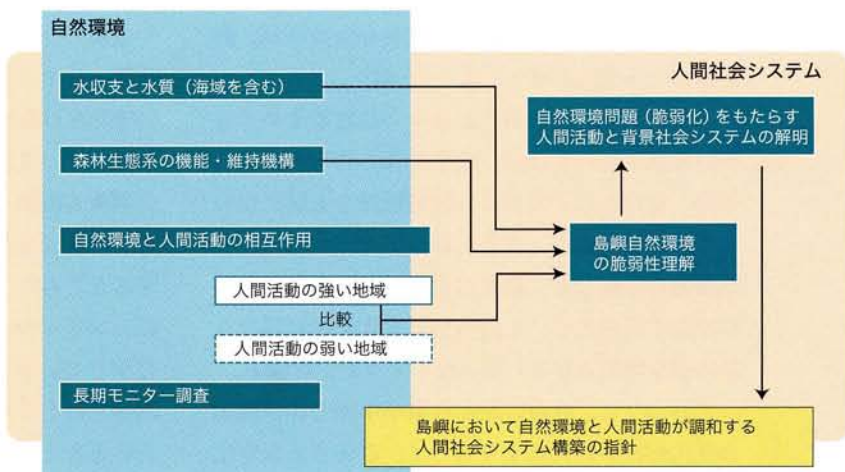 自然環境
人間社会システム
水収支と水質（海域を含む）
自然環境問題（脆弱化）をもたらす
人間活動と背景社会システムの解明
森林生態系の機能・維持機構
自然環境と人間活動の相互作用
島嶼自然環境
の脆弱性理解
人間活動の強い地域
比較
人間活動の弱い地域
長期モニター調査
島嶼において自然環境と人間活動が調和する
人間社会システム構築の指針